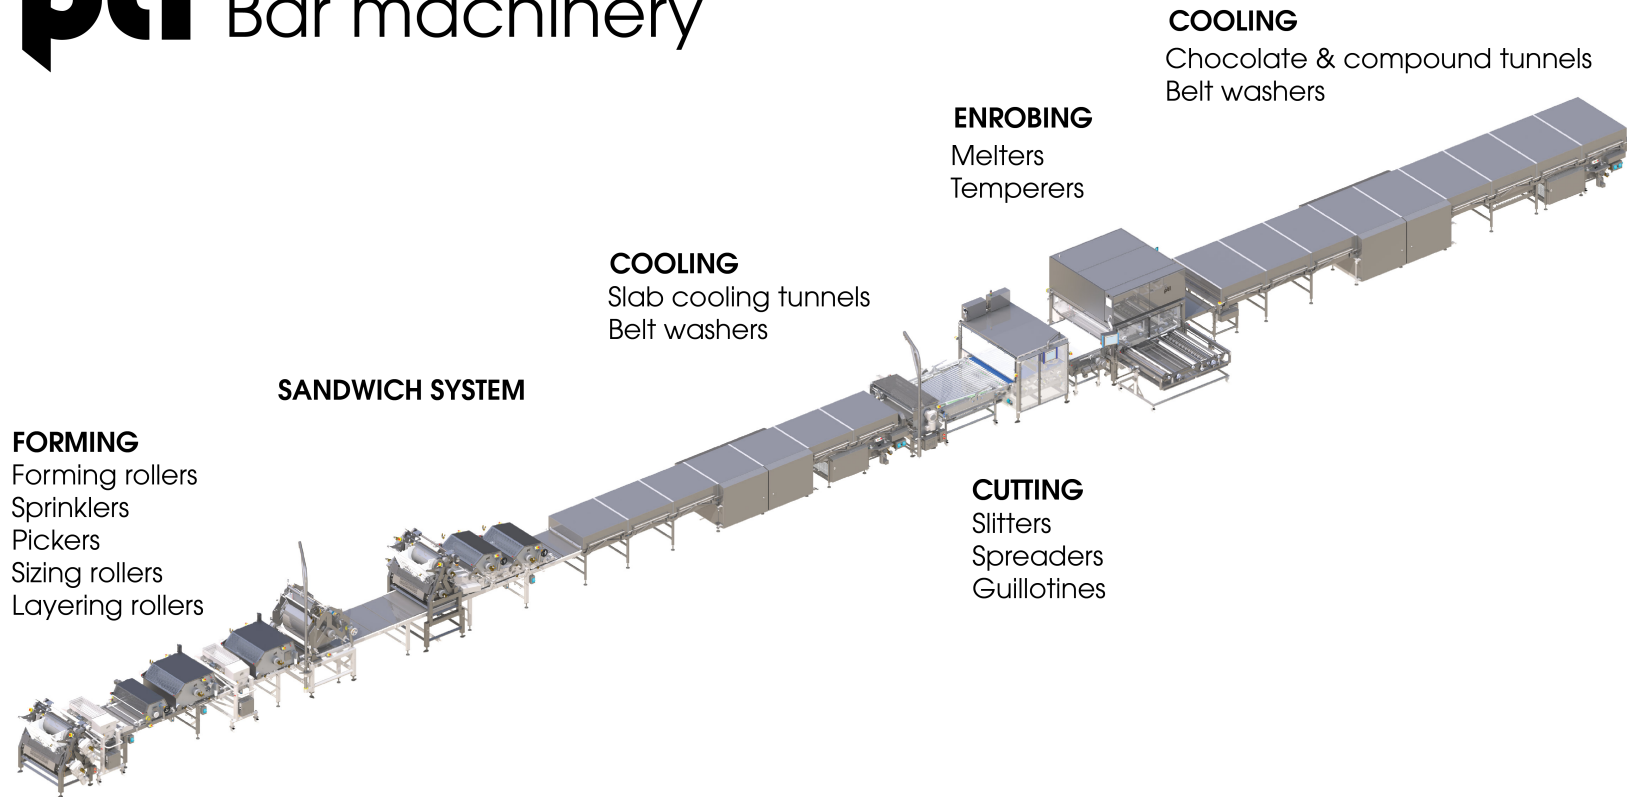 Bar machinery
COOLING
Chocolate & compound tunnels
Belt washers
ENROBING
Melters
Temperers
COOLING
Slab cooling tunnels
Belt washers
SANDWICH SYSTEM
FORMING
Forming rollers
Sprinklers
Pickers
Sizing rollers
Layering rollers
CUTTING
Slitters
Spreaders
Guillotines